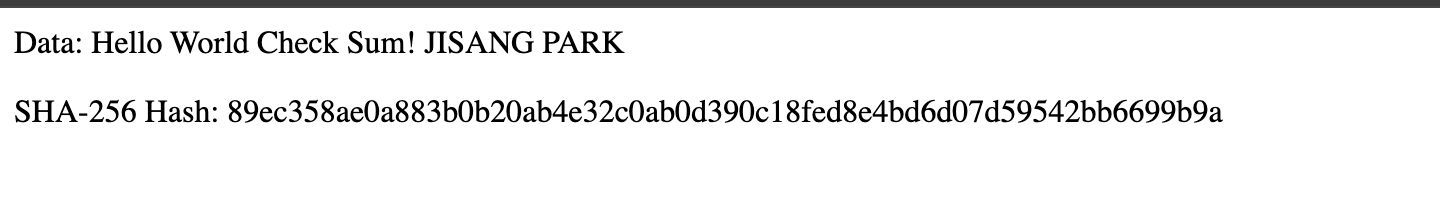 Data: Hello World Check Sum! JISANG PARK
SHA-256 Hash: 89ec358ae0a883b0b20ab4e32c0ab0d390c18fed8e4bd6d07d59542bb6699b9a